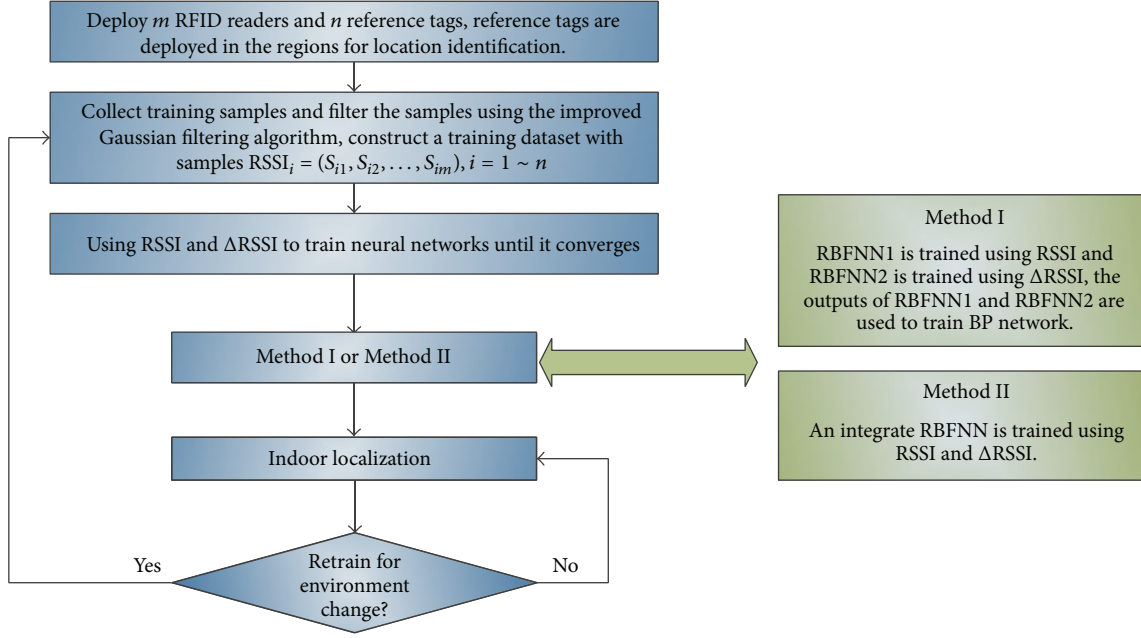 Deploy m RFID readers and n reference tags, reference tags are
deployed in the regions for location identification.
Collect training samples and filter the samples using the improved
Gaussian filtering algorithm, construct a training dataset with
samples RSSI_i = (S_i1, S_i2, . . . , S_im), i = 1 ~ n
Using RSSI and ΔRSSI to train neural networks until it converges
Method I or Method II
Indoor localization
Yes
Retrain for
environment
change?
No
Method I
RBFNN1 is trained using RSSI and
RBFNN2 is trained using ΔRSSI, the
outputs of RBFNN1 and RBFNN2 are
used to train BP network.
Method II
An integrate RBFNN is trained using
RSSI and ΔRSSI.